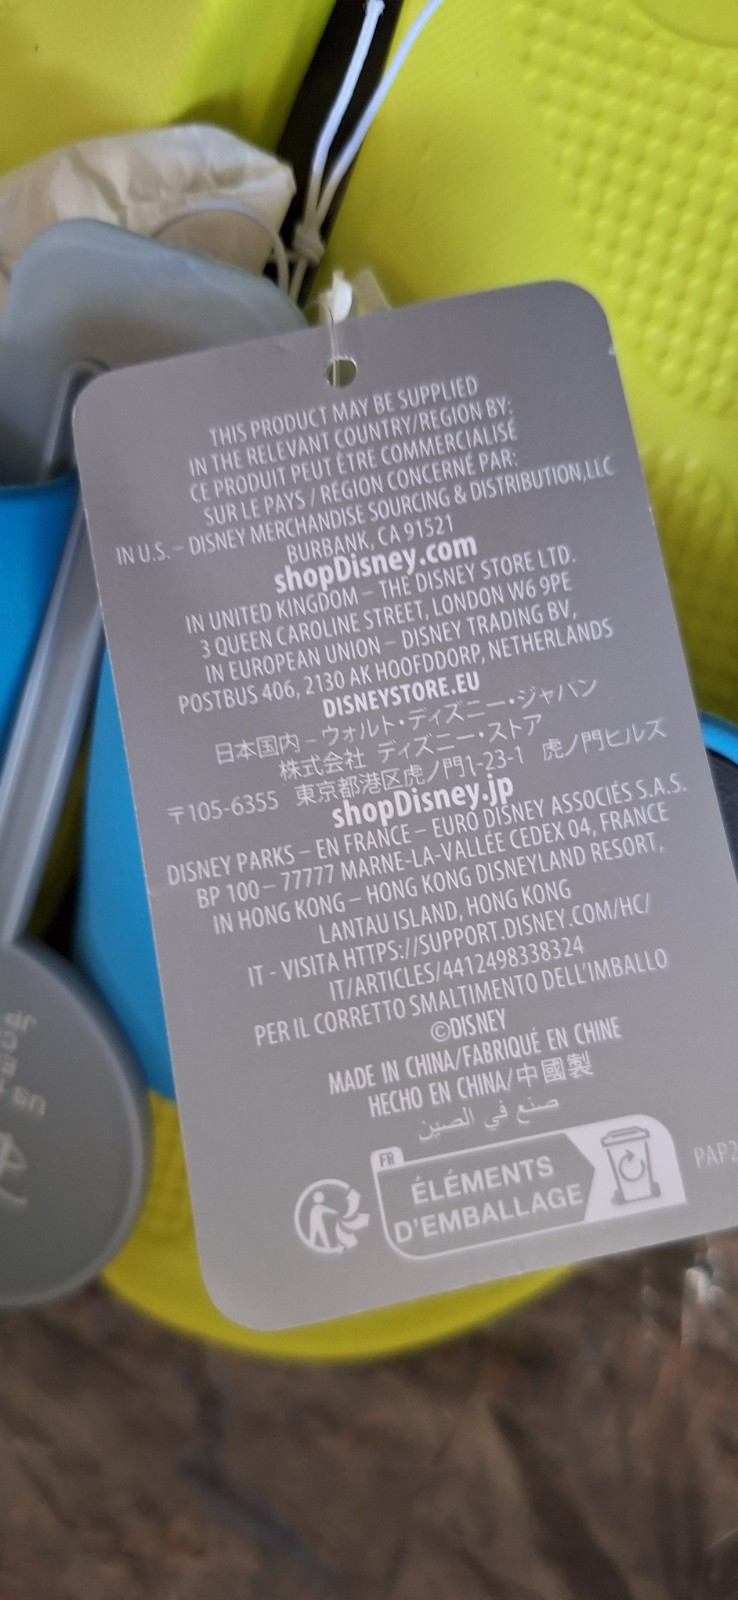 THIS PRODUCT MAY BE SUPPLIED
IN THE RELEVANT COUNTRY/REGION BY:
CE PRODUIT PEUT ÊTRE COMMERCIALISÉ
SUR LE PAYS / RÉGION CONCERNÉ PAR:
IN U.S. – DISNEY MERCHANDISE SOURCING & DISTRIBUTION,LLC
BURBANK, CA 91521
shopDisney.com
IN UNITED KINGDOM – THE DISNEY STORE LTD.
3 QUEEN CAROLINE STREET, LONDON W6 9PE
IN EUROPEAN UNION – DISNEY TRADING BV,
POSTBUS 406, 2130 AK HOOFDDORP, NETHERLANDS
DISNEYSTORE.EU
日本国内 – ウォルト・ディズニー・ジャパン
株式会社 ディズニー・ストア
〒105-6355 東京都港区虎ノ門1-23-1 虎ノ門ヒルズ
shopDisney.jp
DISNEY PARKS – EN FRANCE – EURO DISNEY ASSOCIÉS S.A.S.
BP 100 – 77777 MARNE-LA-VALLÉE CEDEX 04, FRANCE
IN HONG KONG – HONG KONG DISNEYLAND RESORT,
LANTAU ISLAND, HONG KONG
IT - VISITA HTTPS://SUPPORT.DISNEY.COM/HC/
IT/ARTICLES/4412498338324
PER IL CORRETTO SMALTIMENTO DELL'IMBALLO
©DISNEY
MADE IN CHINA/FABRIQUÉ EN CHINE
HECHO EN CHINA/中國製
صنع في الصين
FR
ÉLÉMENTS
D'EMBALLAGE
PAP2